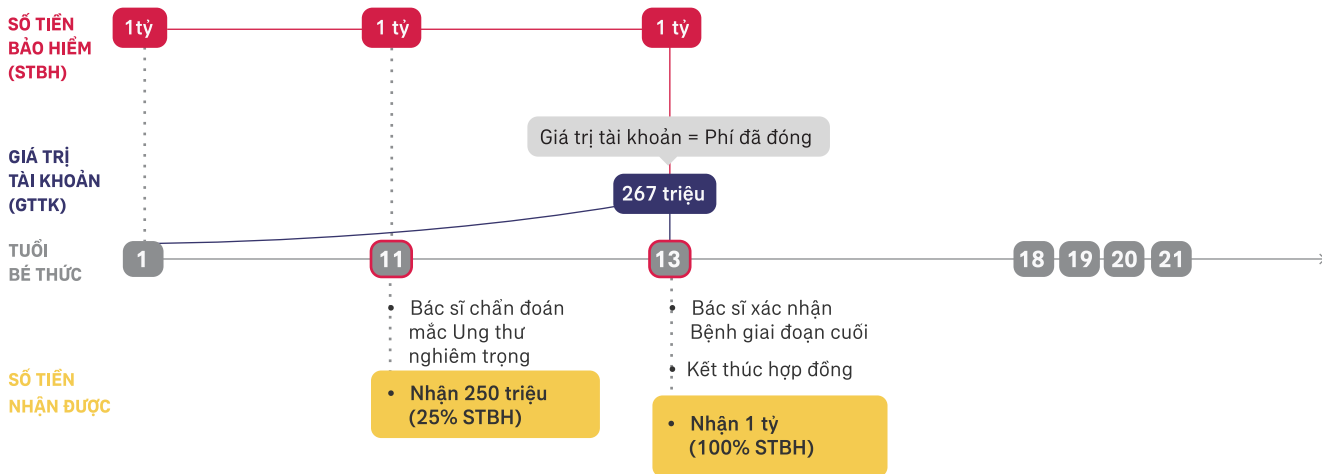 SỐ TIỀN
BẢO HIỂM
(STBH)
1tỷ
1 tỷ
1 tỷ
Giá trị tài khoản = Phí đã đóng
GIÁ TRỊ
TÀI KHOẢN
(GTTK)
267 triệu
TUỔI
BÉ THỨC
1
11
13
18
19
20
21
• Bác sĩ chẩn đoán
mắc Ung thư
nghiêm trọng
• Bác sĩ xác nhận
Bệnh giai đoạn cuối
• Kết thúc hợp đồng
SỐ TIỀN
NHẬN ĐƯỢC
• Nhận 250 triệu
(25% STBH)
• Nhận 1 tỷ
(100% STBH)